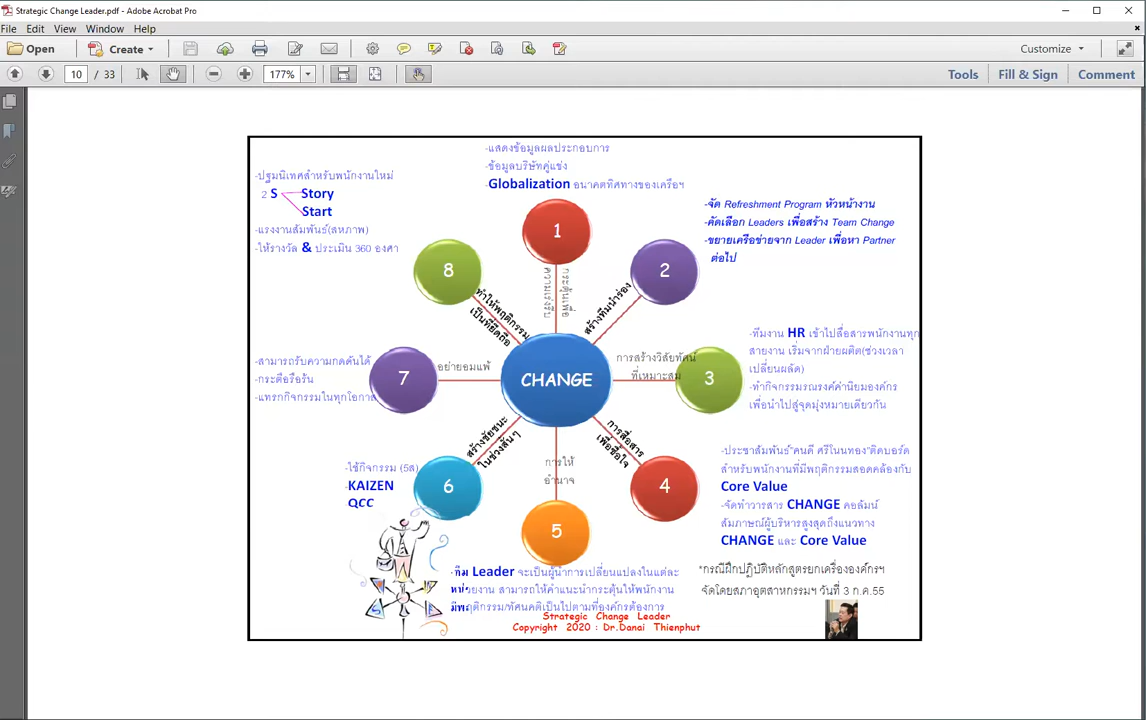 Strategic Change Leader.pdf - Adobe Acrobat Pro
File Edit View Window Help
Open Create Customize
10 / 33 177% Tools Fill & Sign Comment
-แสดงข้อมูลผลประกอบการ
-ข้อมูลบริษัทคู่แข่ง
-Globalization อนาคตทิศทางของเครือฯ
1
กระตุ้นเพื่อ
ความเร่งรีบ
-จัด Refreshment Program หัวหน้างาน
-คัดเลือก Leaders เพื่อสร้าง Team Change
-ขยายเครือข่ายจาก Leader เพื่อหา Partner
ต่อไป
2
สร้างทีมนำร่อง
-ทีมงาน HR เข้าไปสื่อสารพนักงานทุก
สายงาน เริ่มจากฝ่ายผลิต(ช่วงเวลา
เปลี่ยนผลัด)
-ทำกิจกรรมรณรงค์ค่านิยมองค์กร
เพื่อนำไปสู่จุดมุ่งหมายเดียวกัน
3
การสร้างวิสัยทัศน์
ที่เหมาะสม
CHANGE
-ประชาสัมพันธ์"คนดี ศรีโนนทอง"ติดบอร์ด
สำหรับพนักงานที่มีพฤติกรรมสอดคล้องกับ
Core Value
-จัดทำวารสาร CHANGE คอลัมน์
สัมภาษณ์ผู้บริหารสูงสุดถึงแนวทาง
CHANGE และ Core Value
4
การสื่อสาร
เพื่อซื้อใจ
5
การให้
อำนาจ
-ทีม Leader จะเป็นผู้นำการเปลี่ยนแปลงในแต่ละ
หน่วยงาน สามารถให้คำแนะนำกระตุ้นให้พนักงาน
มีพฤติกรรม/ทัศนคติเป็นไปตามที่องค์กรต้องการ
6
สร้างชัยชนะ
ในช่วงสั้นๆ
-ใช้กิจกรรม (5ส)
-KAIZEN
QCC
7
อย่ายอมแพ้
-สามารถรับความกดดันได้
-กระตือรือร้น
-แทรกกิจกรรมในทุกโอกาส
8
ทำให้พฤติกรรม
เป็นที่ยึดถือ
-ปฐมนิเทศสำหรับพนักงานใหม่
2 S Story
Start
-แรงงานสัมพันธ์(สหภาพ)
-ให้รางวัล & ประเมิน 360 องศา
*กรณีฝึกปฏิบัติหลักสูตรยกเครื่ององค์กรฯ
จัดโดยสภาอุตสาหกรรมฯ วันที่ 3 ก.ค.55
Strategic Change Leader
Copyright 2020 : Dr.Danai Thienphut
N
W
S
E